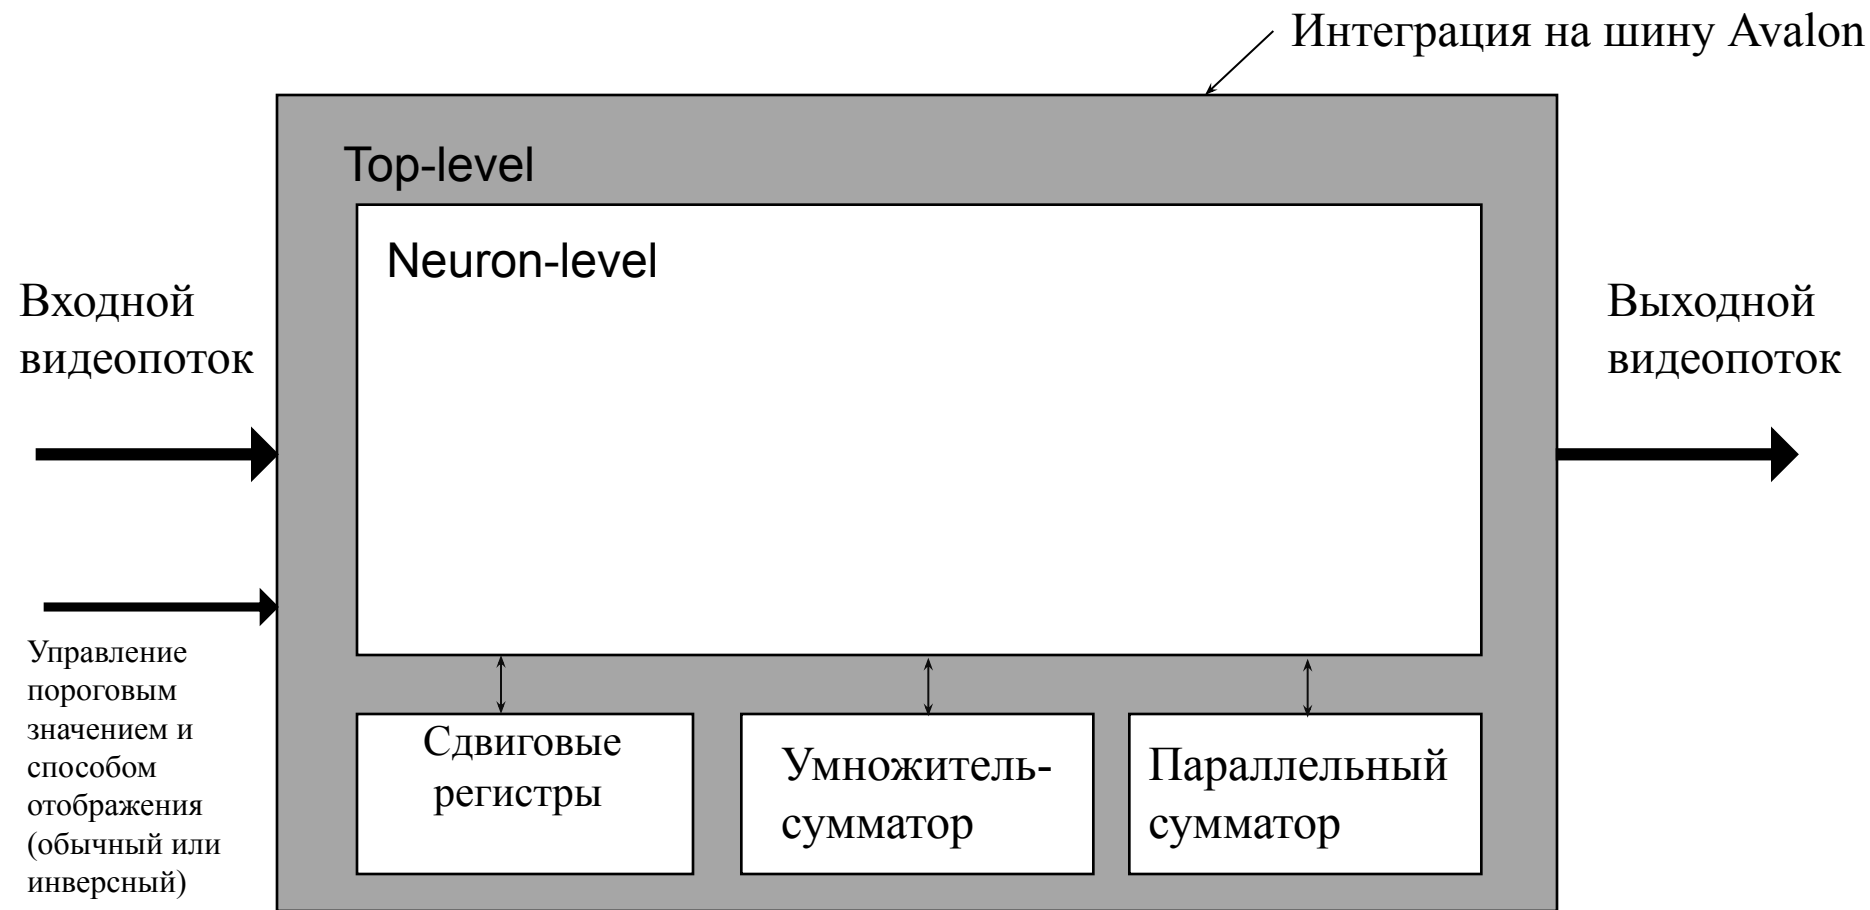 Интеграция на шину Avalon
Top-level
Neuron-level
Входной
видеопоток
Выходной
видеопоток
Управление
пороговым
значением и
способом
отображения
(обычный или
инверсный)
Сдвиговые
регистры
Умножитель-
сумматор
Параллельный
сумматор